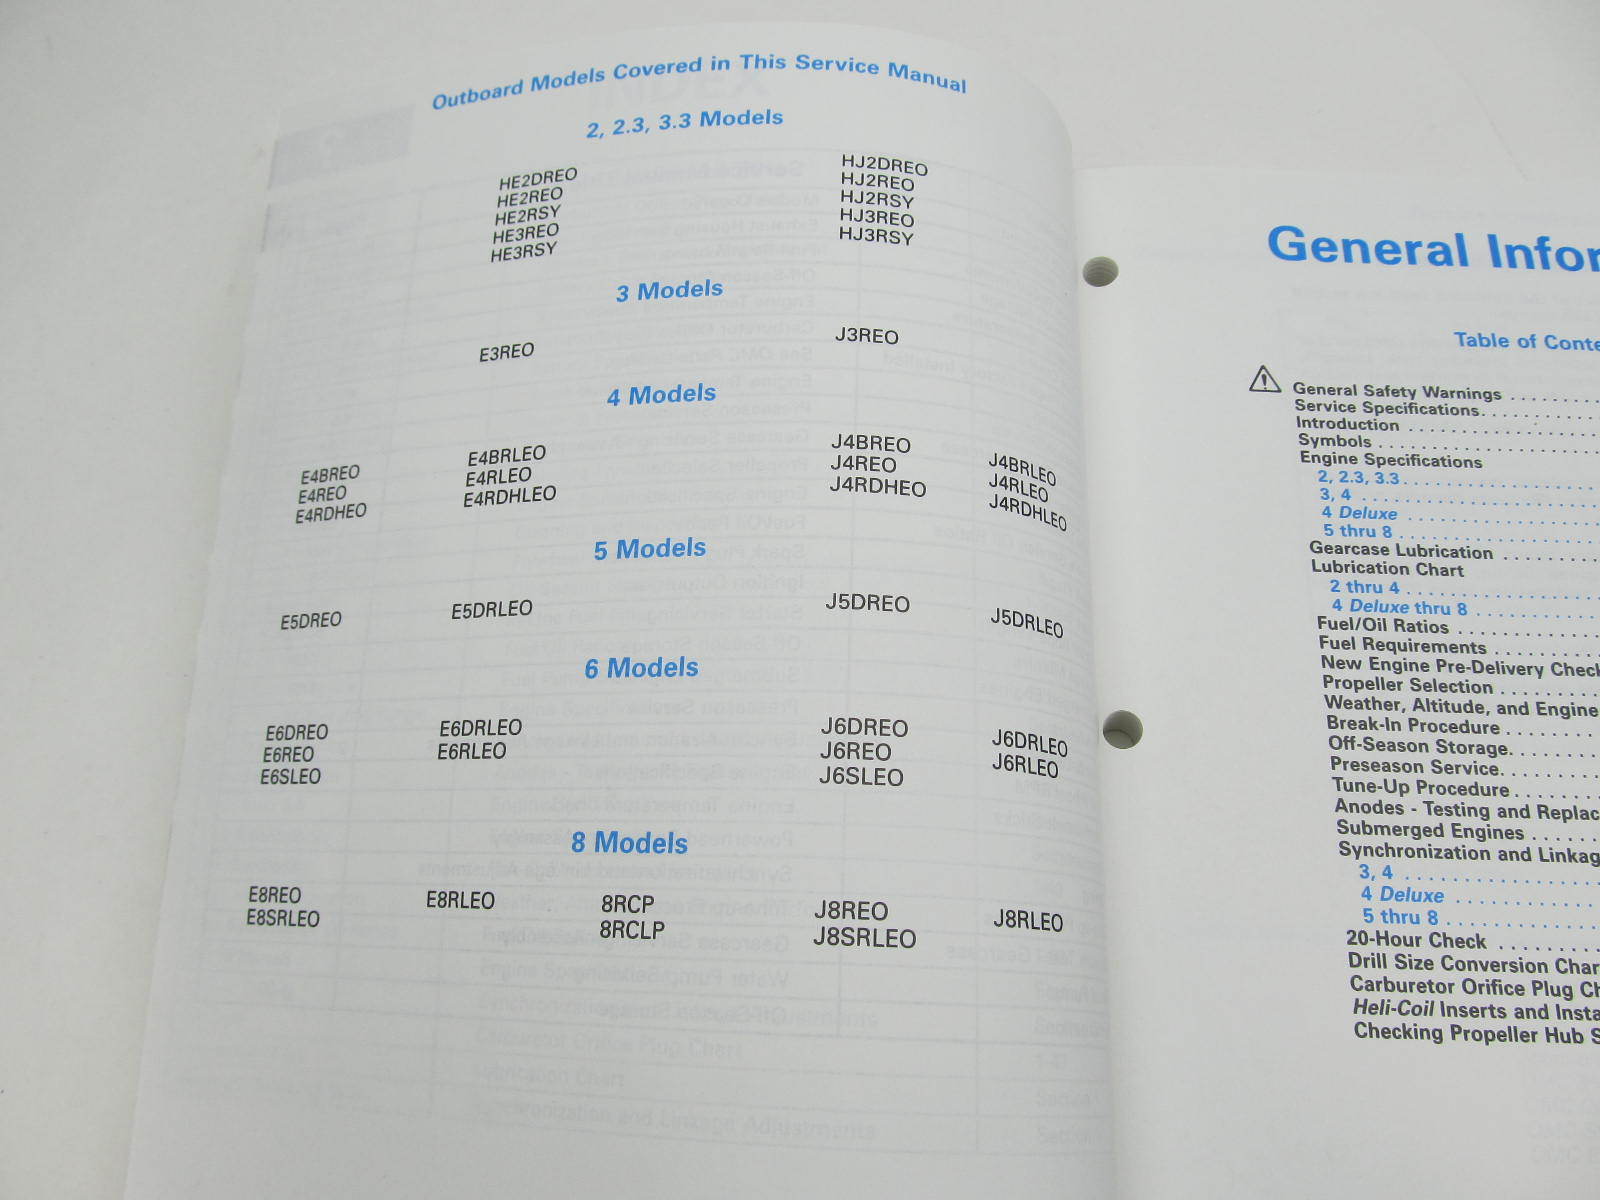 Outboard Models Covered in This Service Manual
2, 2.3, 3.3 Models
HE2DREO HJ2DREO
HE2REO HJ2REO
HE2RSY HJ2RSY
HE3REO HJ3REO
HE3RSY HJ3RSY
3 Models
E3REO J3REO
4 Models
E4BREO E4BRLEO J4BREO J4BRLEO
E4REO E4RLEO J4REO J4RLEO
E4RDHEO E4RDHLEO J4RDHEO J4RDHLEO
5 Models
E5DREO E5DRLEO J5DREO J5DRLEO
6 Models
E6DREO E6DRLEO J6DREO J6DRLEO
E6REO E6RLEO J6REO J6RLEO
E6SLEO J6SLEO
8 Models
E8REO E8RLEO 8RCP J8REO J8RLEO
E8SRLEO 8RCLP J8SRLEO
General Infor
Table of Conte
General Safety Warnings . . . . . . . . .
Service Specifications. . . . . . . . . . .
Introduction . . . . . . . . . . . . . . . . .
Symbols . . . . . . . . . . . . . . . . . . . .
Engine Specifications
2, 2.3, 3.3. . . . . . . . . . . . . . . . . .
3, 4 . . . . . . . . . . . . . . . . . . . . . .
4 Deluxe . . . . . . . . . . . . . . . . . .
5 thru 8 . . . . . . . . . . . . . . . . . . .
Gearcase Lubrication . . . . . . . . . .
Lubrication Chart
2 thru 4 . . . . . . . . . . . . . . . . . . .
4 Deluxe thru 8 . . . . . . . . . . . .
Fuel/Oil Ratios . . . . . . . . . . . . . .
Fuel Requirements . . . . . . . . . . .
New Engine Pre-Delivery Check
Propeller Selection . . . . . . . . . .
Weather, Altitude, and Engine
Break-In Procedure . . . . . . . . .
Off-Season Storage. . . . . . . . .
Preseason Service. . . . . . . . . .
Tune-Up Procedure . . . . . . . . .
Anodes - Testing and Replac
Submerged Engines . . . . . . .
Synchronization and Linkag
3, 4 . . . . . . . . . . . . . . . . . .
4 Deluxe . . . . . . . . . . . . . .
5 thru 8 . . . . . . . . . . . . . . .
20-Hour Check . . . . . . . . . .
Drill Size Conversion Char
Carburetor Orifice Plug Ch
Heli-Coil Inserts and Insta
Checking Propeller Hub S